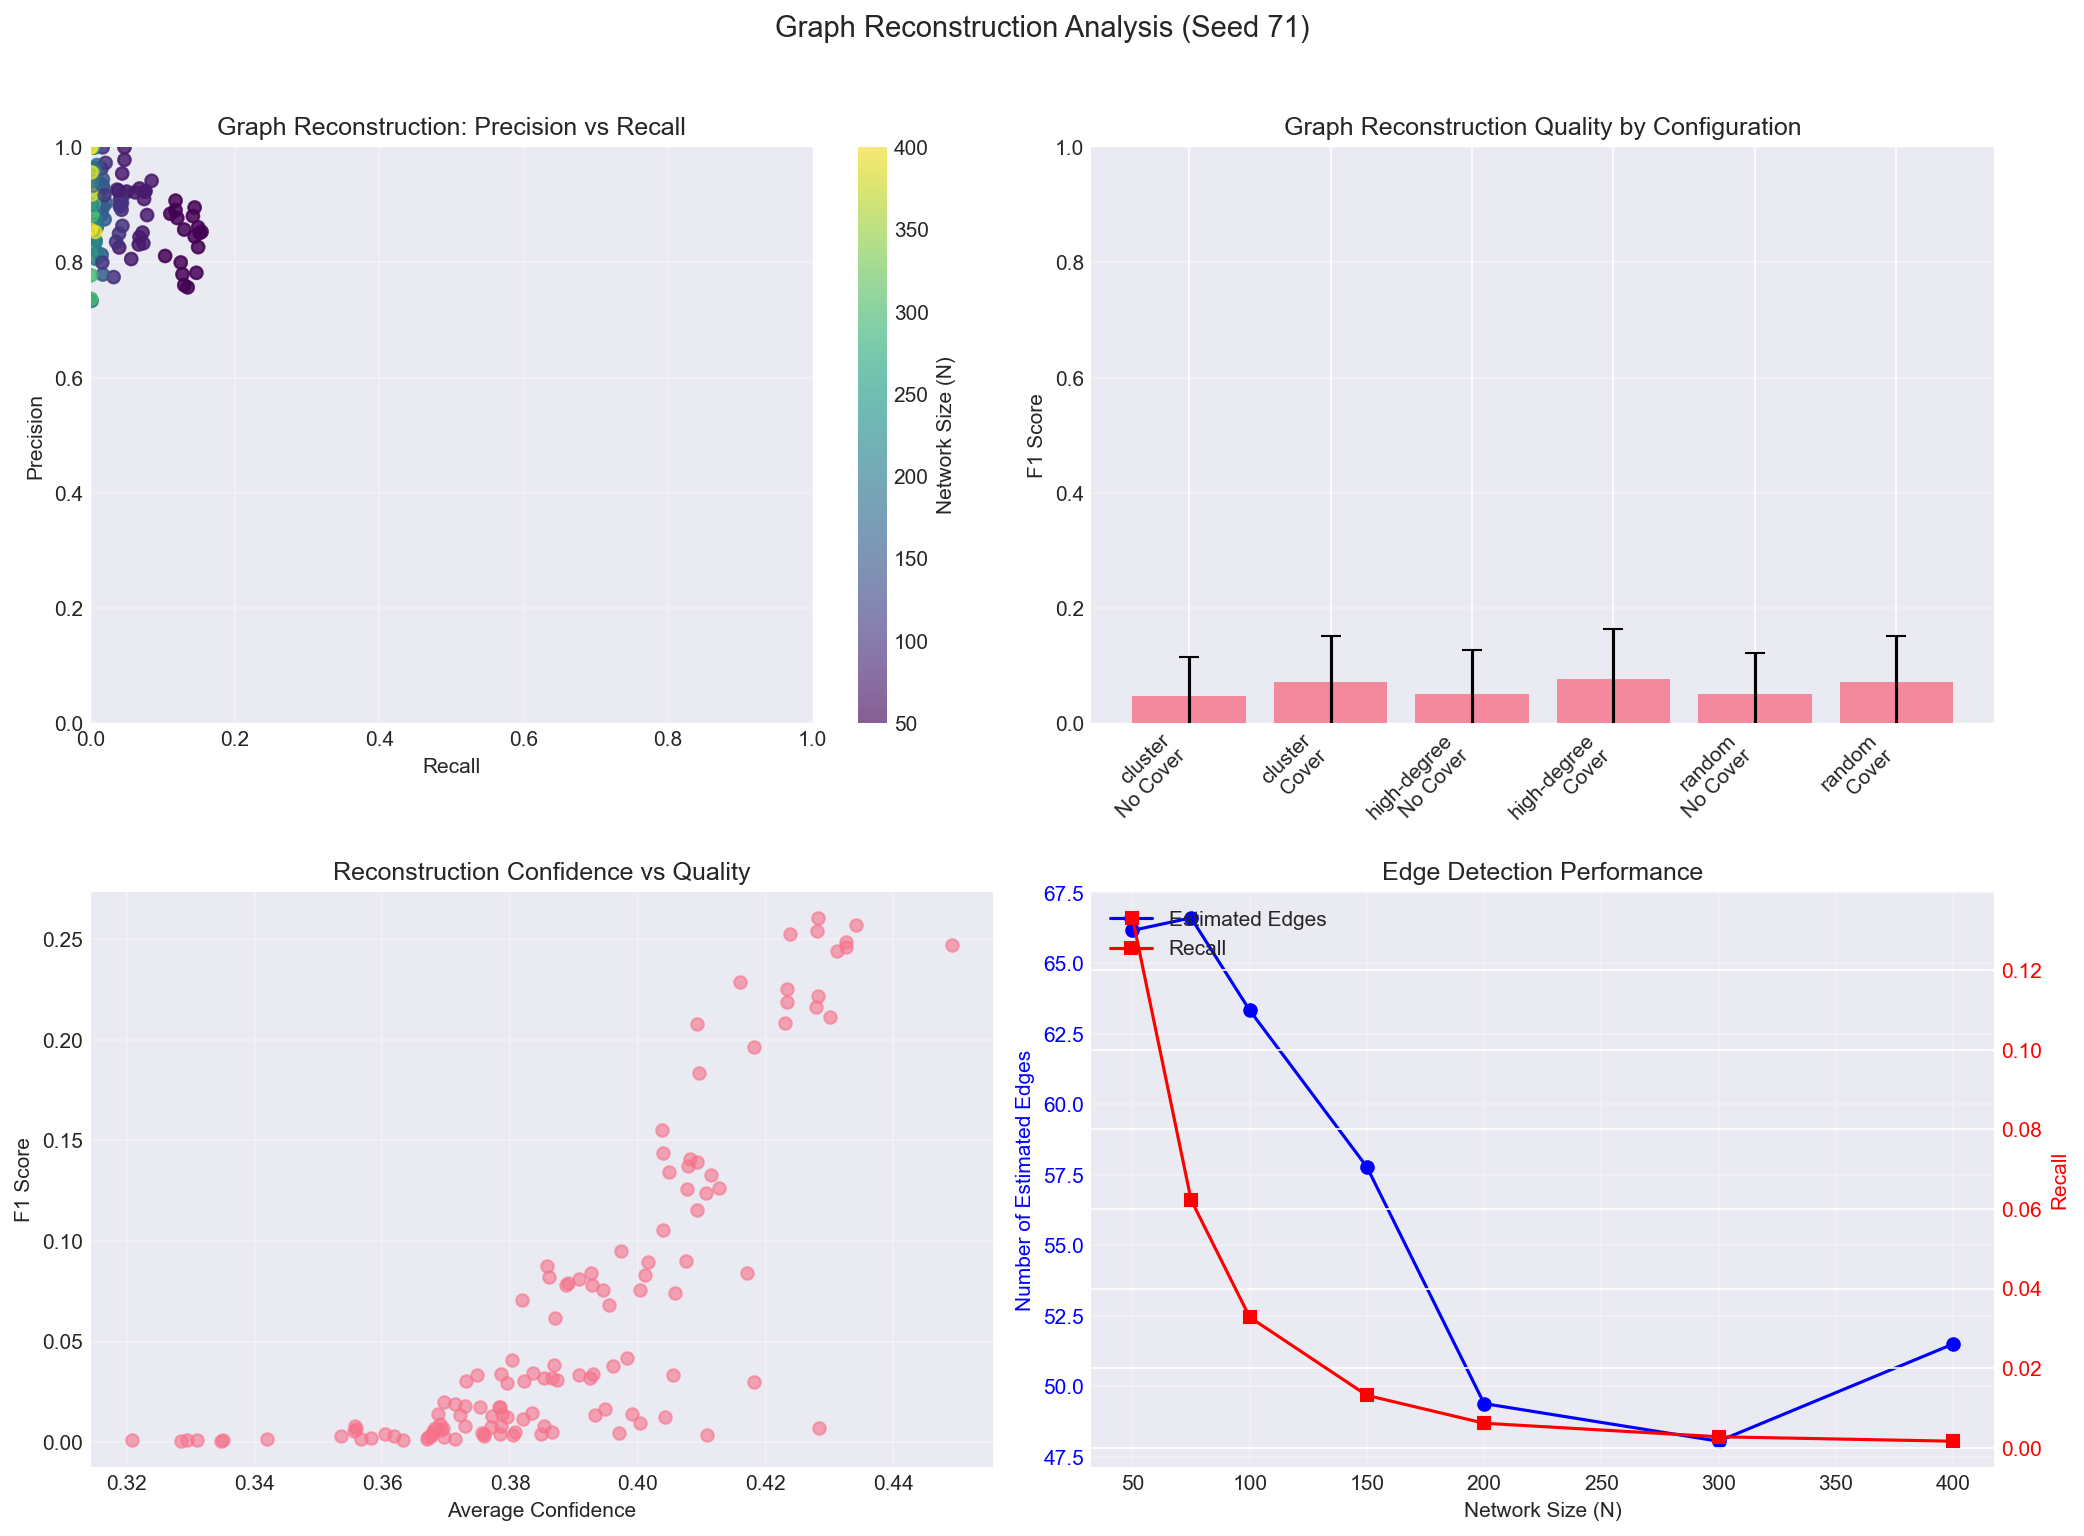 Graph Reconstruction Analysis (Seed 71)
Graph Reconstruction: Precision vs Recall
1.0
0.8
0.6
0.4
0.2
0.0
Precision
0.0
0.2
0.4
0.6
0.8
1.0
Recall
400
350
300
250
200
150
100
50
Network Size (N)
Graph Reconstruction Quality by Configuration
1.0
0.8
0.6
0.4
0.2
0.0
F1 Score
cluster
No Cover
cluster
Cover
high-degree
No Cover
high-degree
Cover
random
No Cover
random
Cover
Reconstruction Confidence vs Quality
0.25
0.20
0.15
0.10
0.05
0.00
F1 Score
0.32
0.34
0.36
0.38
0.40
0.42
0.44
Average Confidence
Edge Detection Performance
67.5
65.0
62.5
60.0
57.5
55.0
52.5
50.0
47.5
Number of Estimated Edges
Estimated Edges
Recall
0.12
0.10
0.08
0.06
0.04
0.02
0.00
Recall
50
100
150
200
250
300
350
400
Network Size (N)